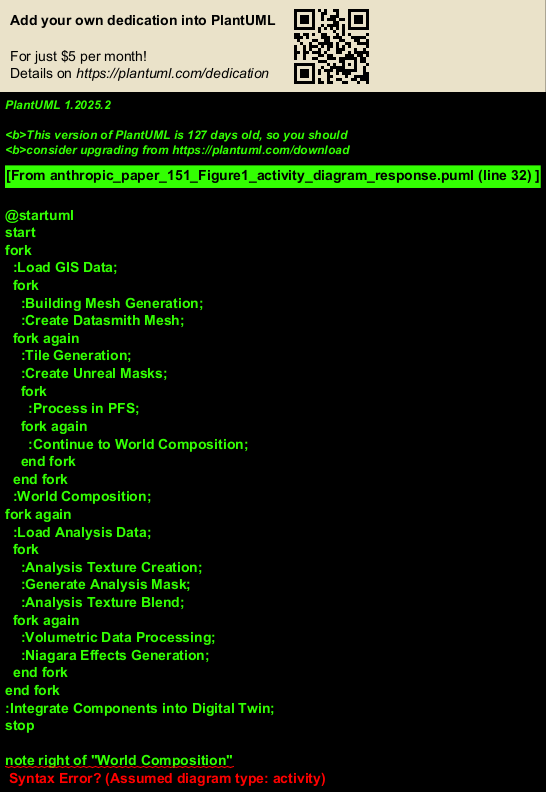 Add your own dedication into PlantUML
For just $5 per month!
Details on https://plantuml.com/dedication
PlantUML 1.2025.2
<b>This version of PlantUML is 127 days old, so you should
<b>consider upgrading from https://plantuml.com/download
[From anthropic_paper_151_Figure1_activity_diagram_response.puml (line 32) ]
@startuml
start
fork
:Load GIS Data;
fork
:Building Mesh Generation;
:Create Datasmith Mesh;
fork again
:Tile Generation;
:Create Unreal Masks;
fork
:Process in PFS;
fork again
:Continue to World Composition;
end fork
end fork
:World Composition;
fork again
:Load Analysis Data;
fork
:Analysis Texture Creation;
:Generate Analysis Mask;
:Analysis Texture Blend;
fork again
:Volumetric Data Processing;
:Niagara Effects Generation;
end fork
end fork
:Integrate Components into Digital Twin;
stop
note right of "World Composition"
Syntax Error? (Assumed diagram type: activity)